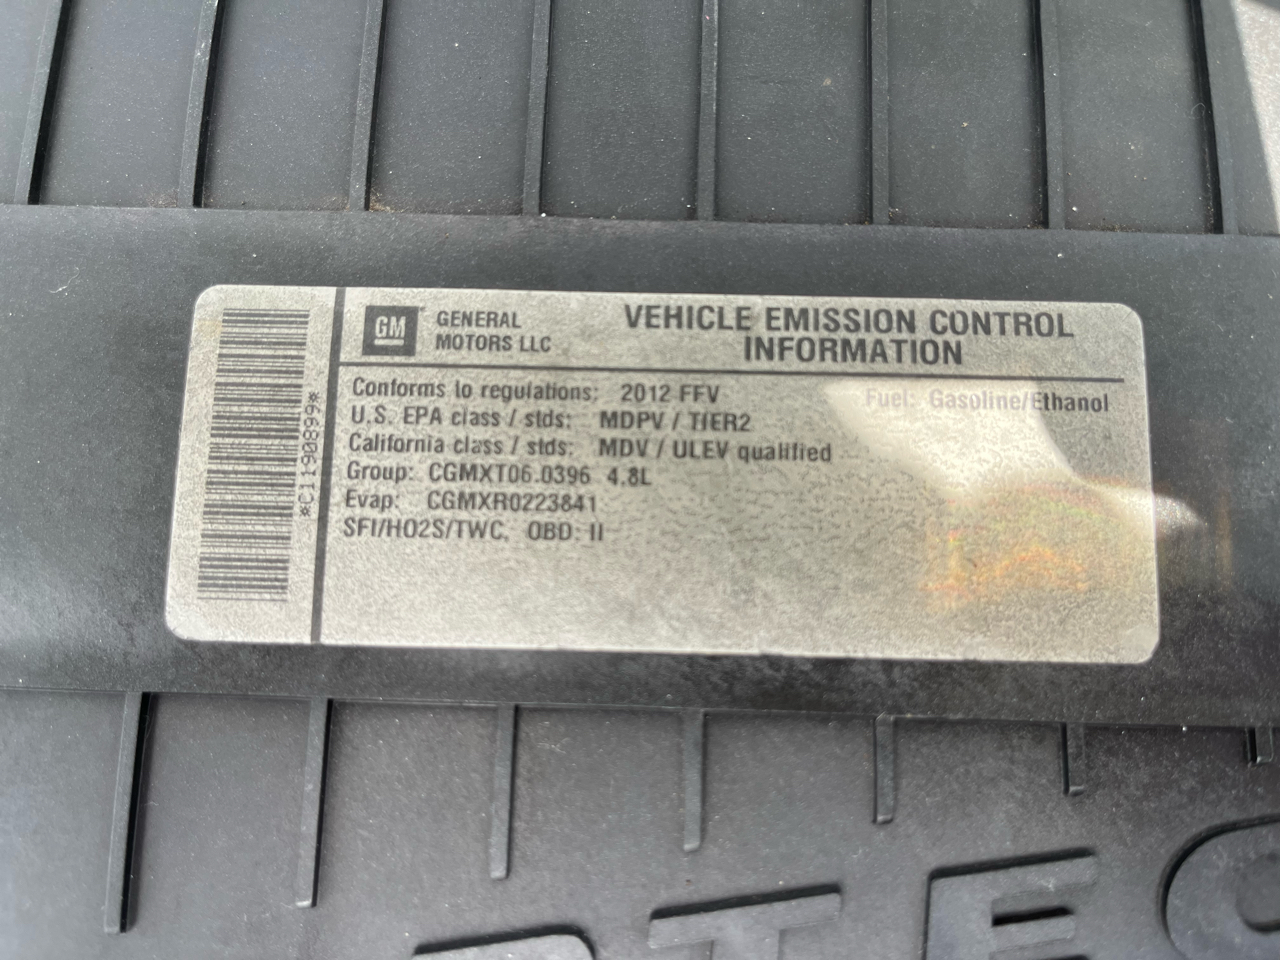 GM
GENERAL
MOTORS LLC
VEHICLE EMISSION CONTROL
INFORMATION
*C1190899*
Conforms to regulations: 2012 FFV
Fuel: Gasoline/Ethanol
U.S. EPA class / stds: MDPV / TIER2
California class / stds: MDV / ULEV qualified
Group: CGMXT06.0396 4.8L
Evap: CGMXR0223841
SFI/HO2S/TWC, OBD: II